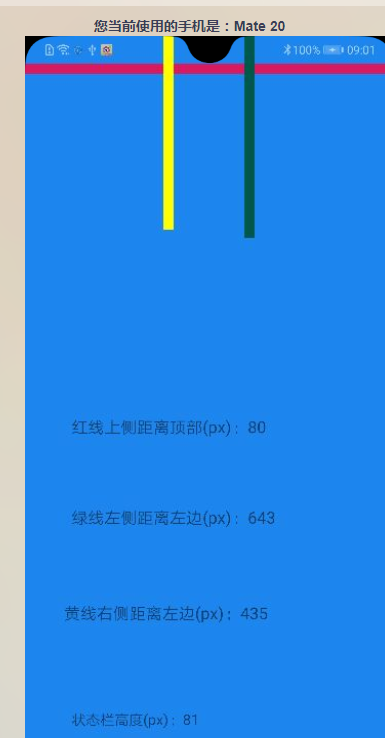 您当前使用的手机是：Mate 20
100% 09:01
红线上侧距离顶部(px)：80
绿线左侧距离左边(px)：643
黄线右侧距离左边(px)：435
状态栏高度(px)：81